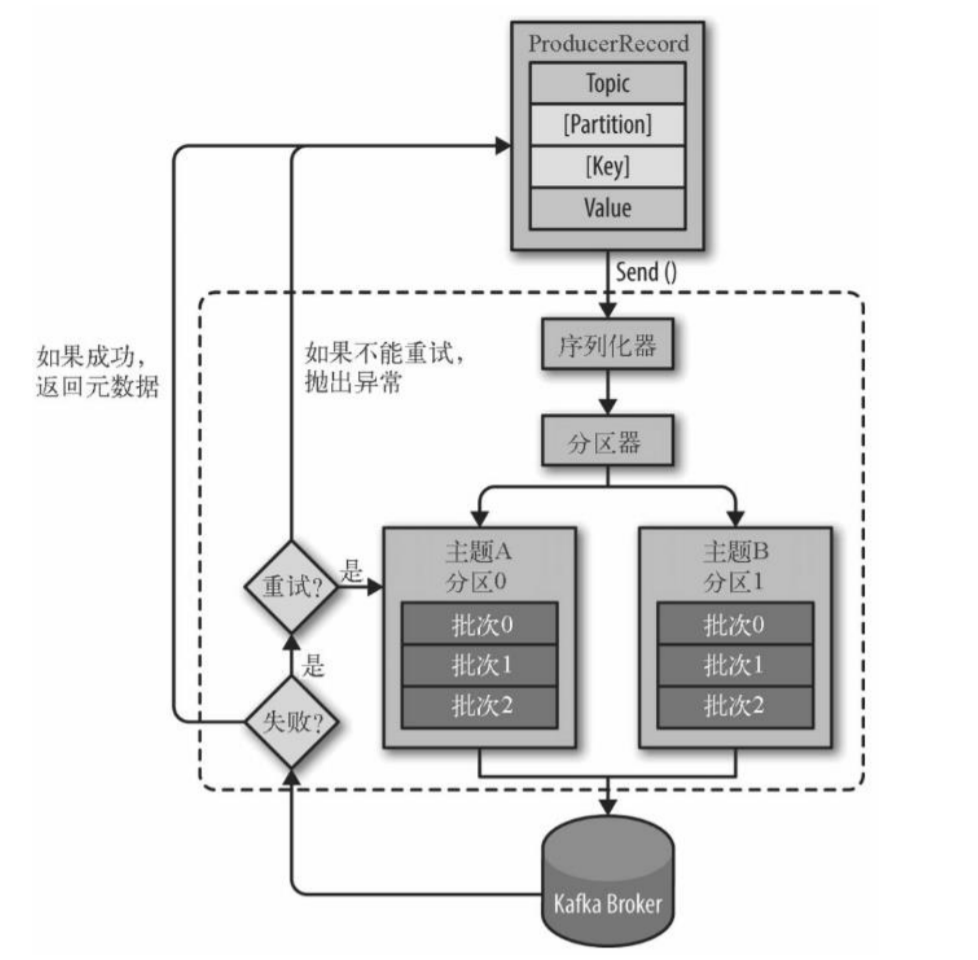 ProducerRecord
Topic
[Partition]
[Key]
Value
Send ()
如果成功，
返回元数据
如果不能重试，
抛出异常
序列化器
分区器
主题A
分区0
批次0
批次1
批次2
主题B
分区1
批次0
批次1
批次2
重试?
是
是
失败?
Kafka Broker